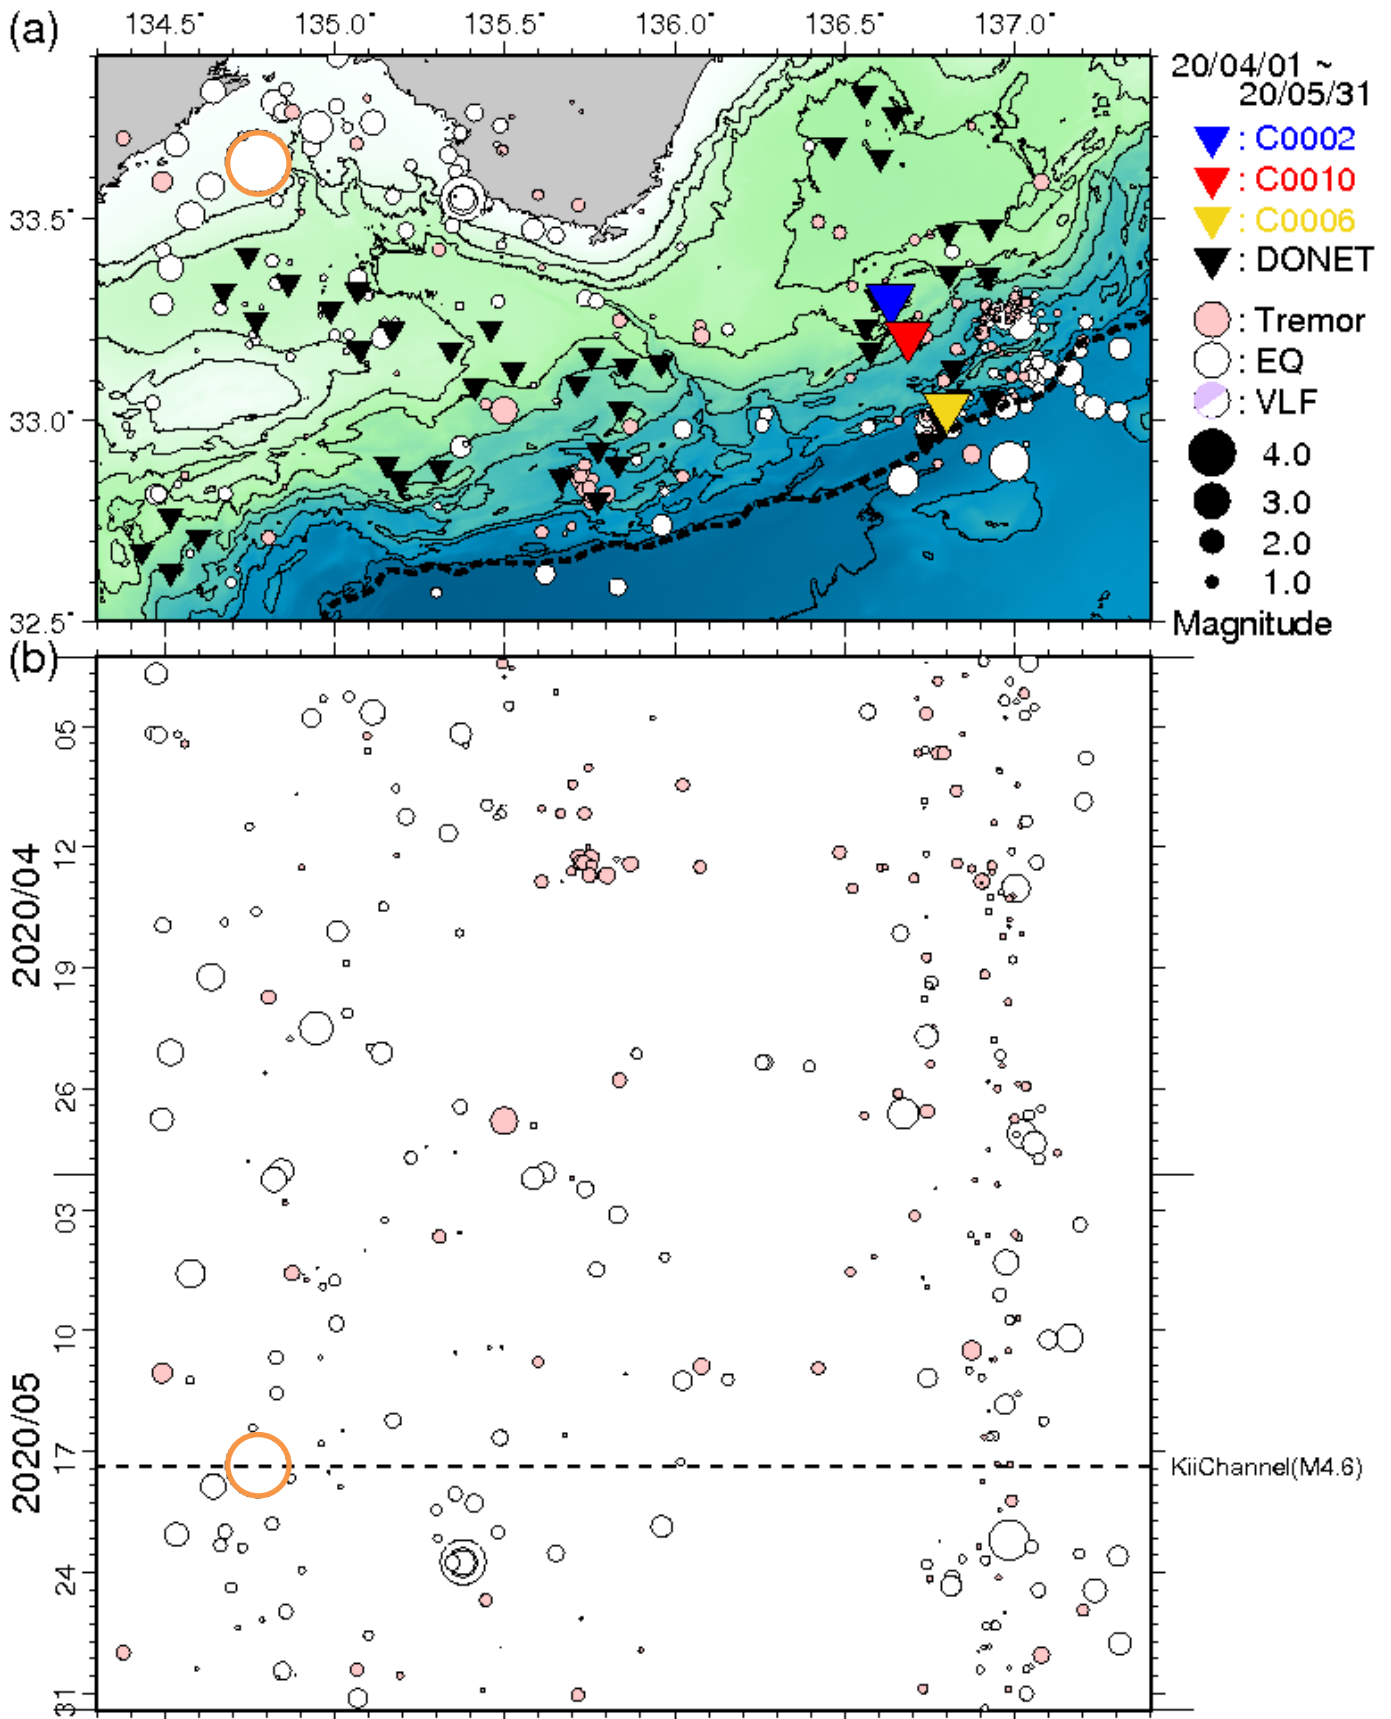 (a)
134.5° 135.0° 135.5° 136.0° 136.5° 137.0°
20/04/01 ~
20/05/31
: C0002
: C0010
: C0006
: DONET
: Tremor
: EQ
: VLF
4.0
3.0
2.0
1.0
Magnitude
33.5°
33.0°
32.5°
(b)
2020/04
05
12
19
26
2020/05
03
10
17
24
31
KiiChannel(M4.6)